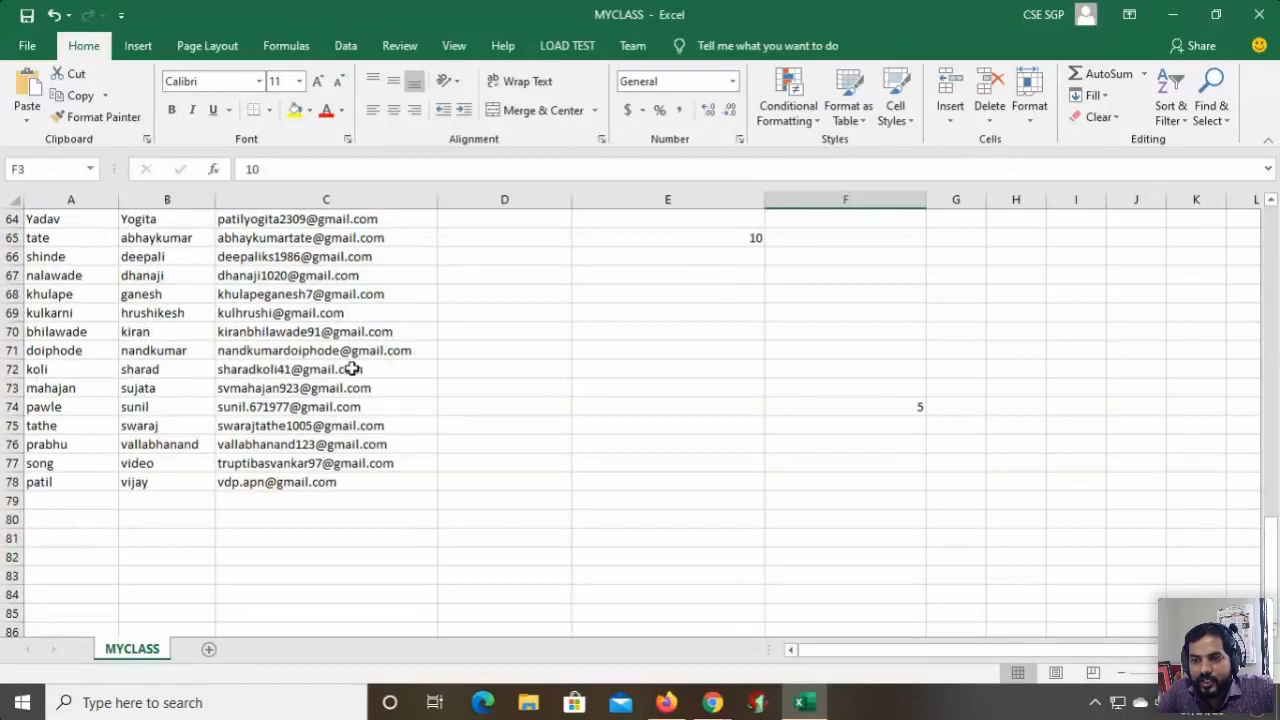 MYCLASS - Excel
CSE SGP
File Home Insert Page Layout Formulas Data Review View Help LOAD TEST Team Tell me what you want to do Share
Paste Cut Copy Format Painter Clipboard
Calibri 11 B I U Font
Wrap Text Merge & Center Alignment
General $ % Number
Conditional Formatting Format as Table Cell Styles Styles
Insert Delete Format Cells
AutoSum Fill Clear Sort & Filter Find & Select Editing
F3 fx 10
A B C D E F G H I J K L
64 Yadav Yogita patilyogita2309@gmail.com
65 tate abhaykumar abhaykumartate@gmail.com 10
66 shinde deepali deepaliks1986@gmail.com
67 nalawade dhanaji dhanaji1020@gmail.com
68 khulape ganesh khulapeganesh7@gmail.com
69 kulkarni hrushikesh kulhrushi@gmail.com
70 bhilawade kiran kiranbhilawade91@gmail.com
71 doiphode nandkumar nandkumardoiphode@gmail.com
72 koli sharad sharadkoli41@gmail.com
73 mahajan sujata svmahajan923@gmail.com
74 pawle sunil sunil.671977@gmail.com 5
75 tathe swaraj swarajtathe1005@gmail.com
76 prabhu vallabhanand vallabhanand123@gmail.com
77 song video truptibasvankar97@gmail.com
78 patil vijay vdp.apn@gmail.com
79
80
81
82
83
84
85
86
MYCLASS
Type here to search